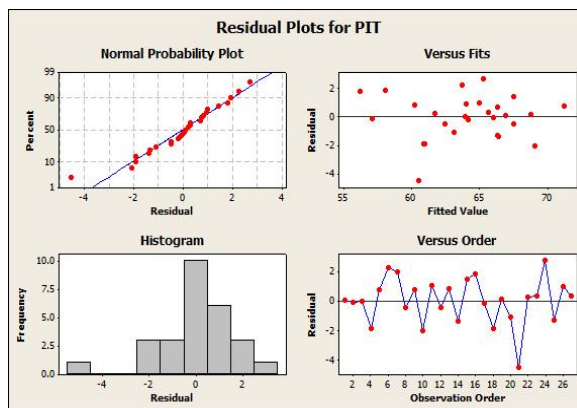 Residual Plots for PIT
Normal Probability Plot
99
90
50
10
1
Percent
-4 -2 0 2 4
Residual
Versus Fits
2
0
-2
-4
Residual
55 60 65 70
Fitted Value
Histogram
10.0
7.5
5.0
2.5
0.0
Frequency
-4 -2 0 2
Residual
Versus Order
2
0
-2
-4
Residual
2 4 6 8 10 12 14 16 18 20 22 24 26
Observation Order